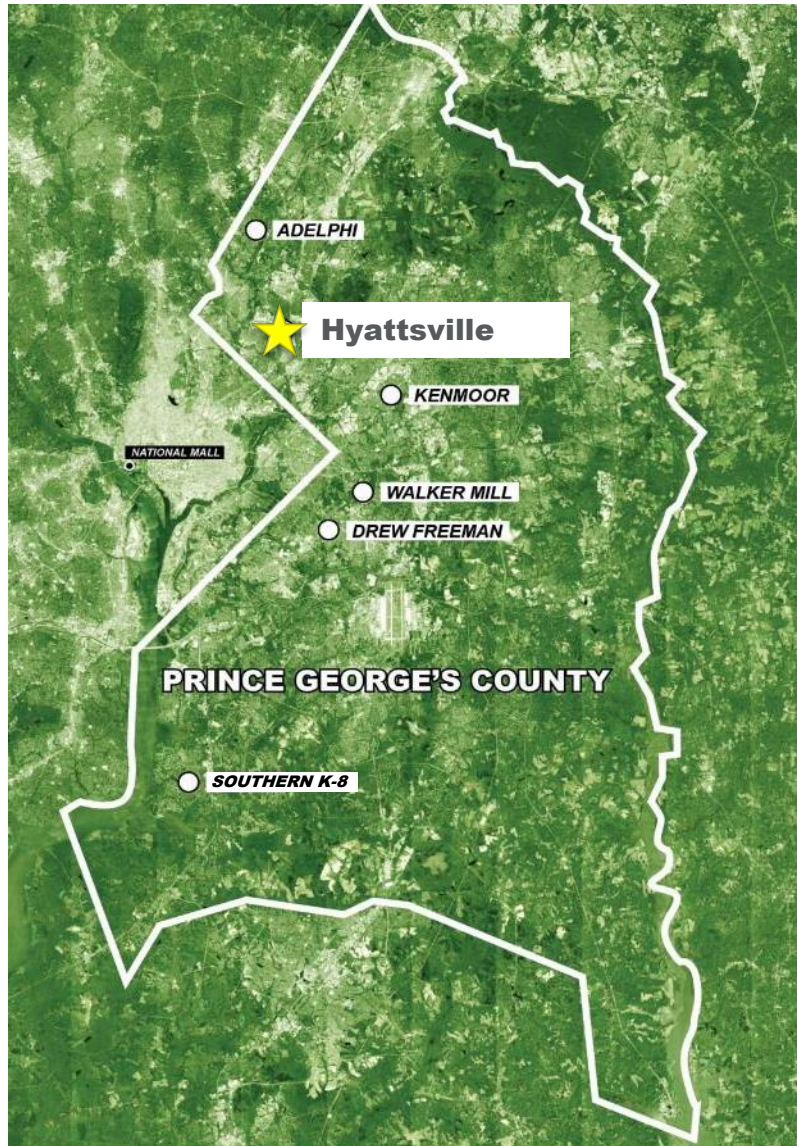 ADELPHI
Hyattsville
KENMOOR
NATIONAL MALL
WALKER MILL
DREW FREEMAN
PRINCE GEORGE'S COUNTY
SOUTHERN K-8